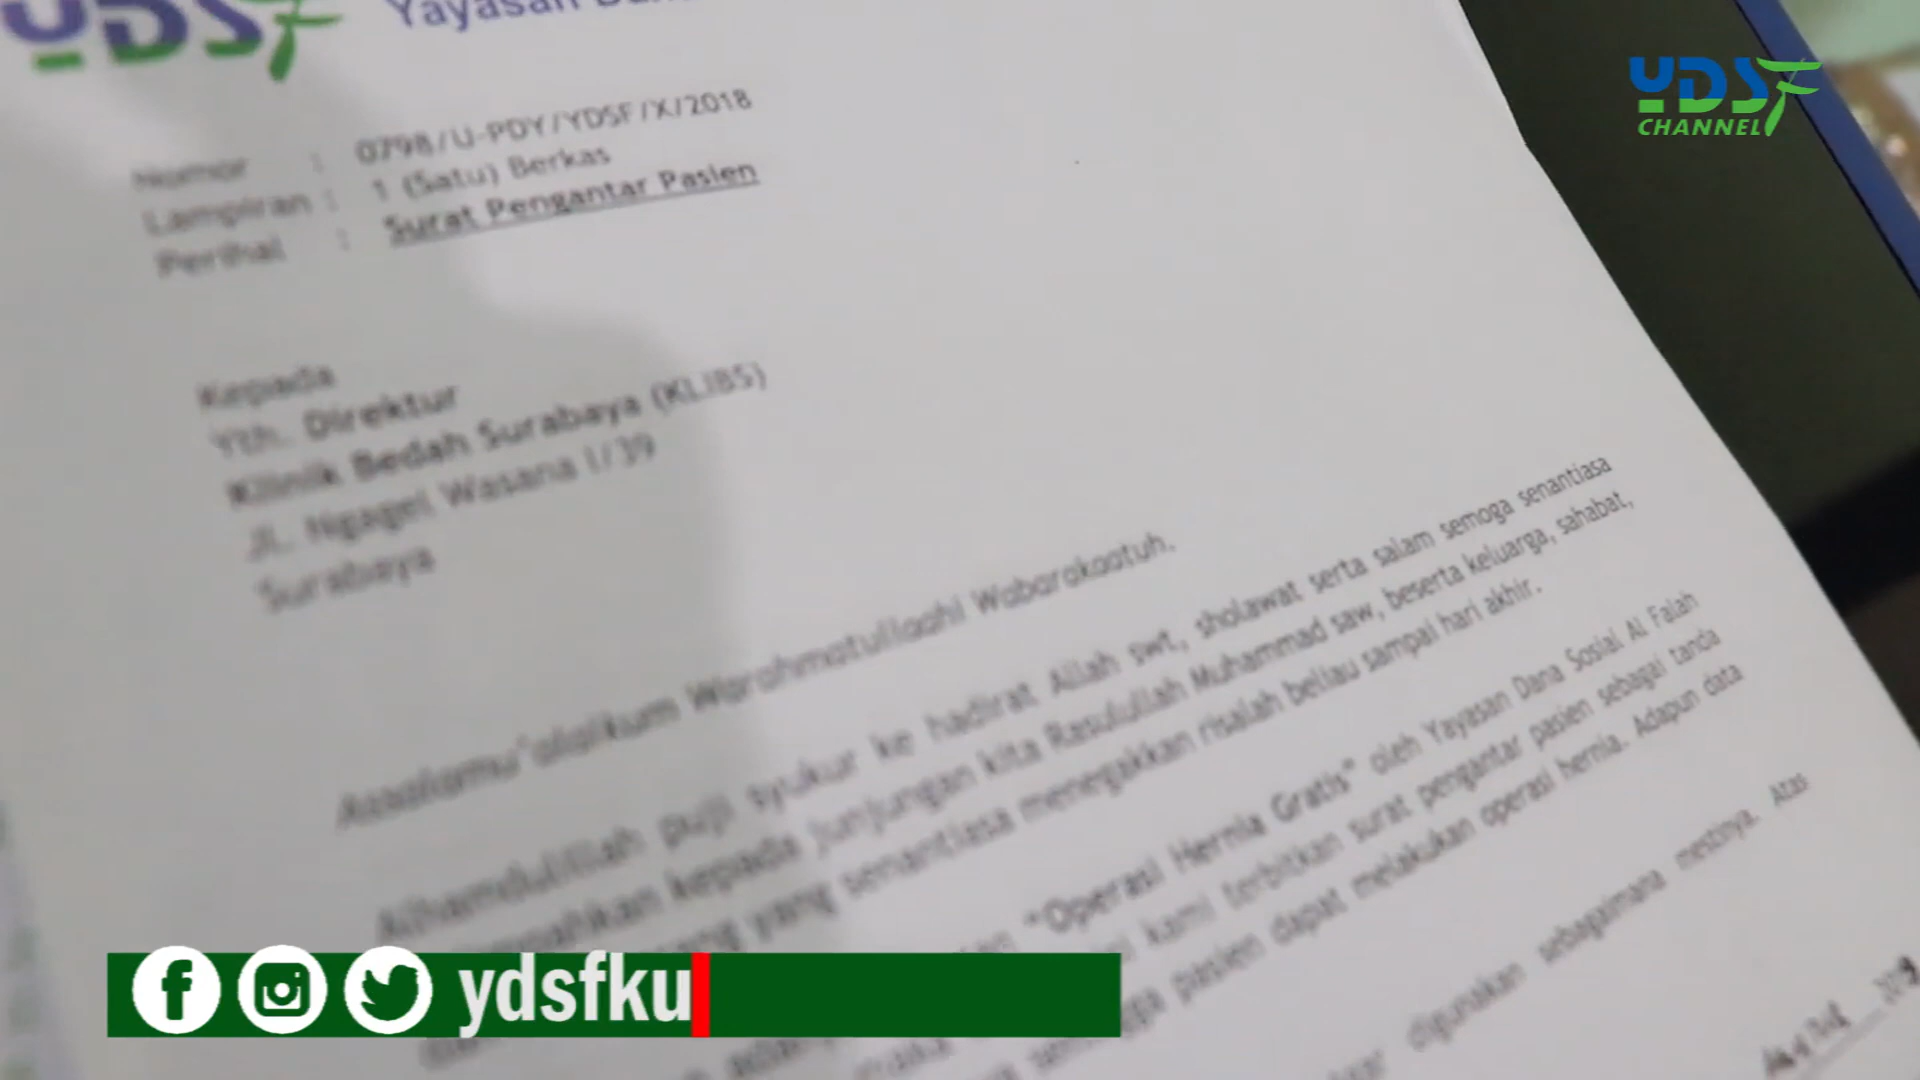 YDSF
Yayasan
YDSF
CHANNEL
Nomor : 0798/U-PDY/YDSF/X/2018
Lampiran : 1 (Satu) Berkas
Perihal : Surat Pengantar Pasien
Kepada
Yth. Direktur
Klinik Bedah Surabaya (KLIBS)
Jl. Ngagel Wasana I/39
Surabaya
Assalamu'alaikum Warohmatulloohi Wabarokaatuh.
Alhamdulillah puji syukur ke hadirat Allah swt, sholawat serta salam semoga senantiasa
kepada junjungan kita Rasulullah Muhammad saw, beserta keluarga, sahabat,
yang senantiasa menegakkan risalah beliau sampai hari akhir.
"Operasi Hernia Gratis" oleh Yayasan Dana Sosial Al Falah
kami terbitkan surat pengantar pasien sebagai tanda
pasien dapat melakukan operasi hernia. Adapun data
digunakan sebagaimana mestinya. Atas
ydsfku